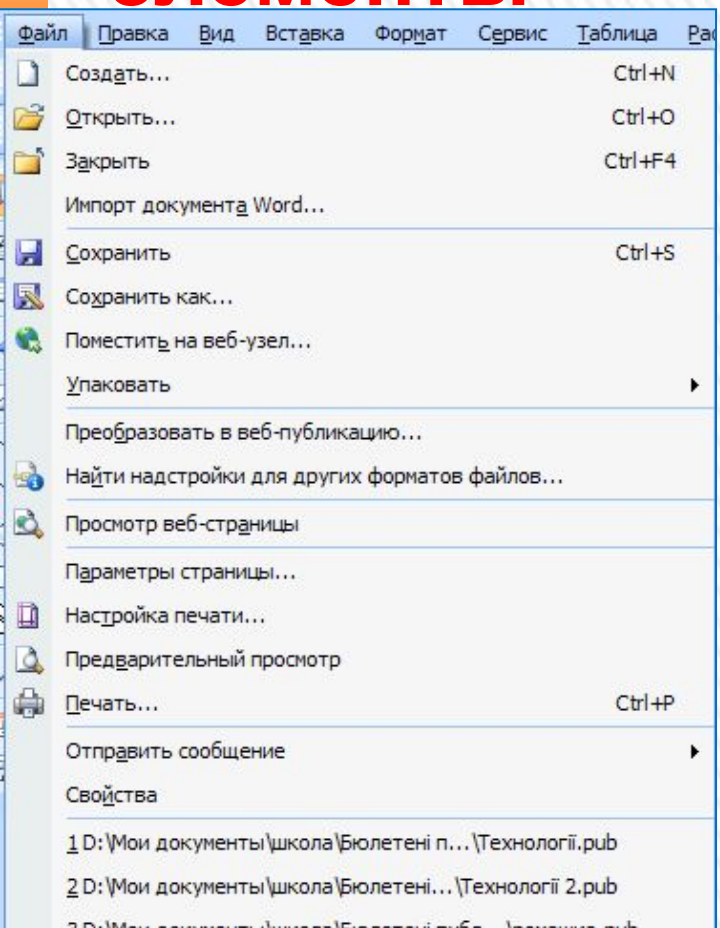 Файл Правка Вид Вставка Формат Сервис Таблица
Создать... Ctrl+N
Открыть... Ctrl+O
Закрыть Ctrl+F4
Импорт документа Word...
Сохранить Ctrl+S
Сохранить как...
Поместить на веб-узел...
Упаковать
Преобразовать в веб-публикацию...
Найти надстройки для других форматов файлов...
Просмотр веб-страницы
Параметры страницы...
Настройка печати...
Предварительный просмотр
Печать... Ctrl+P
Отправить сообщение
Свойства
1 D:\Мои документы\школа\Бюлетені п...\Технології.pub
2 D:\Мои документы\школа\Бюлетені...\Технології 2.pub